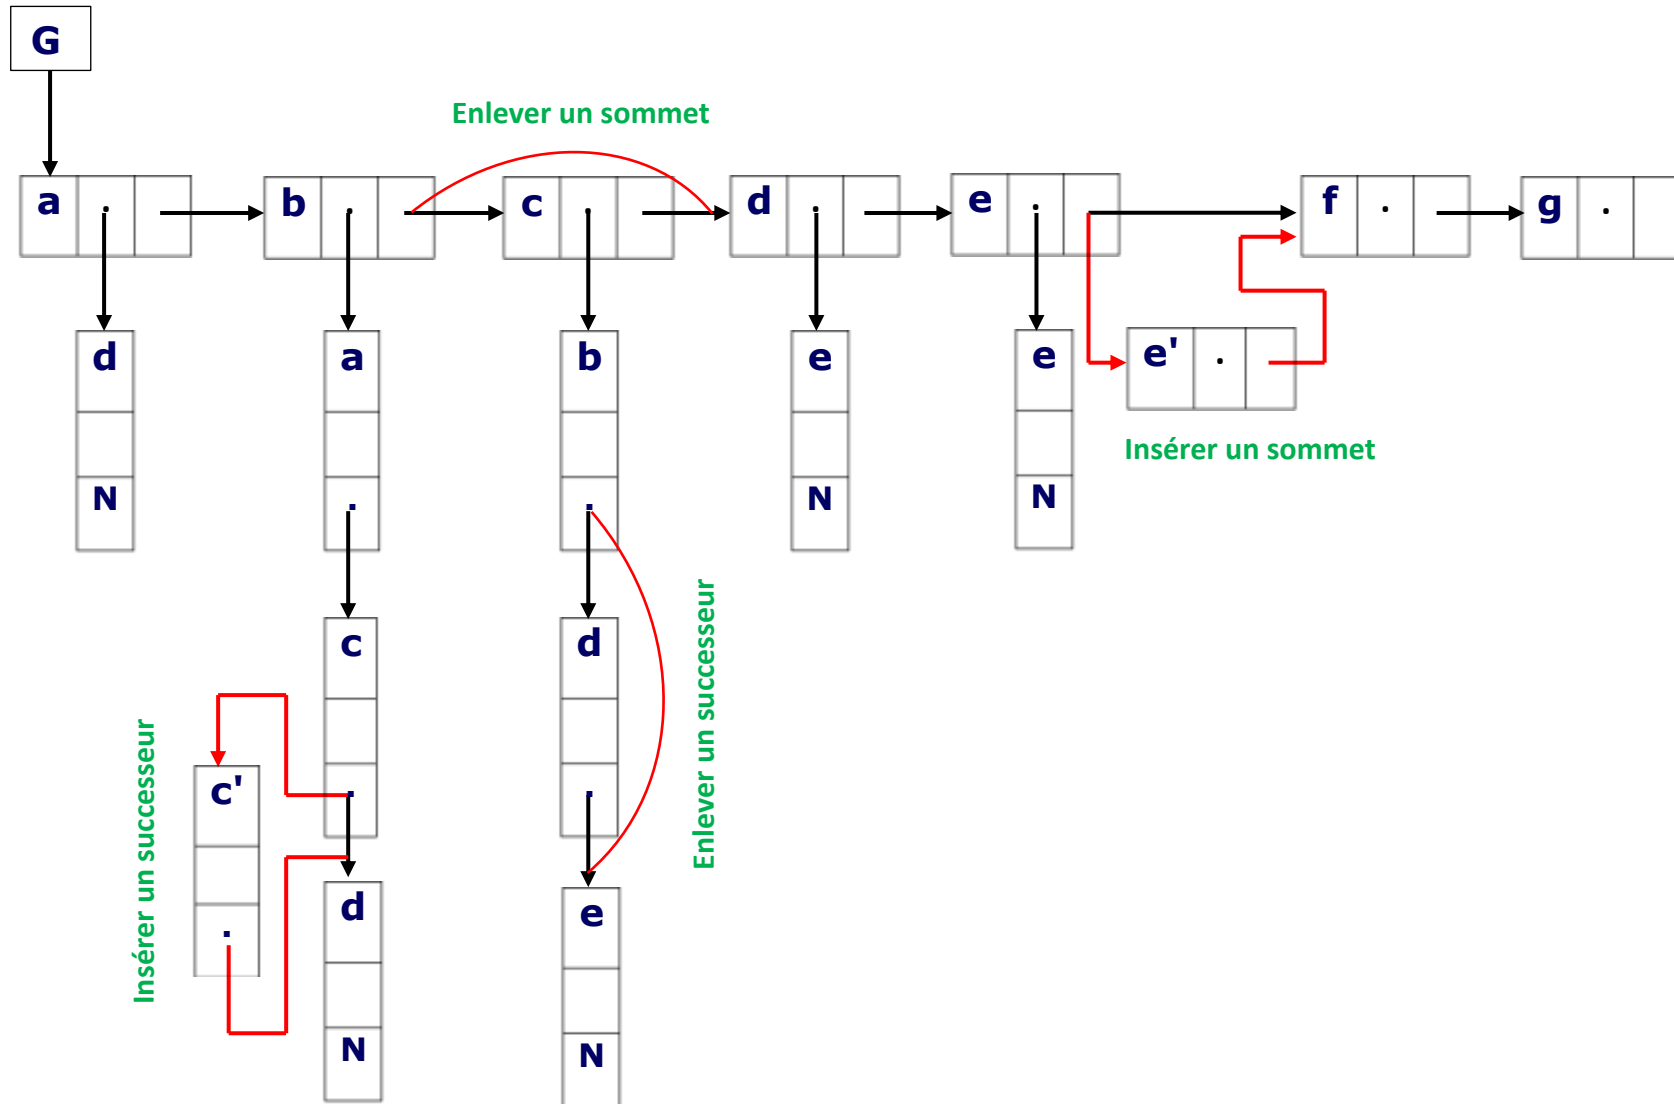 G
Enlever un sommet
a . b . c . d . e . f . g .
d a b e e e' .
N . . N N
Insérer un sommet
c d
Enlever un successeur
Insérer un successeur
c' . .
d e
.
N N